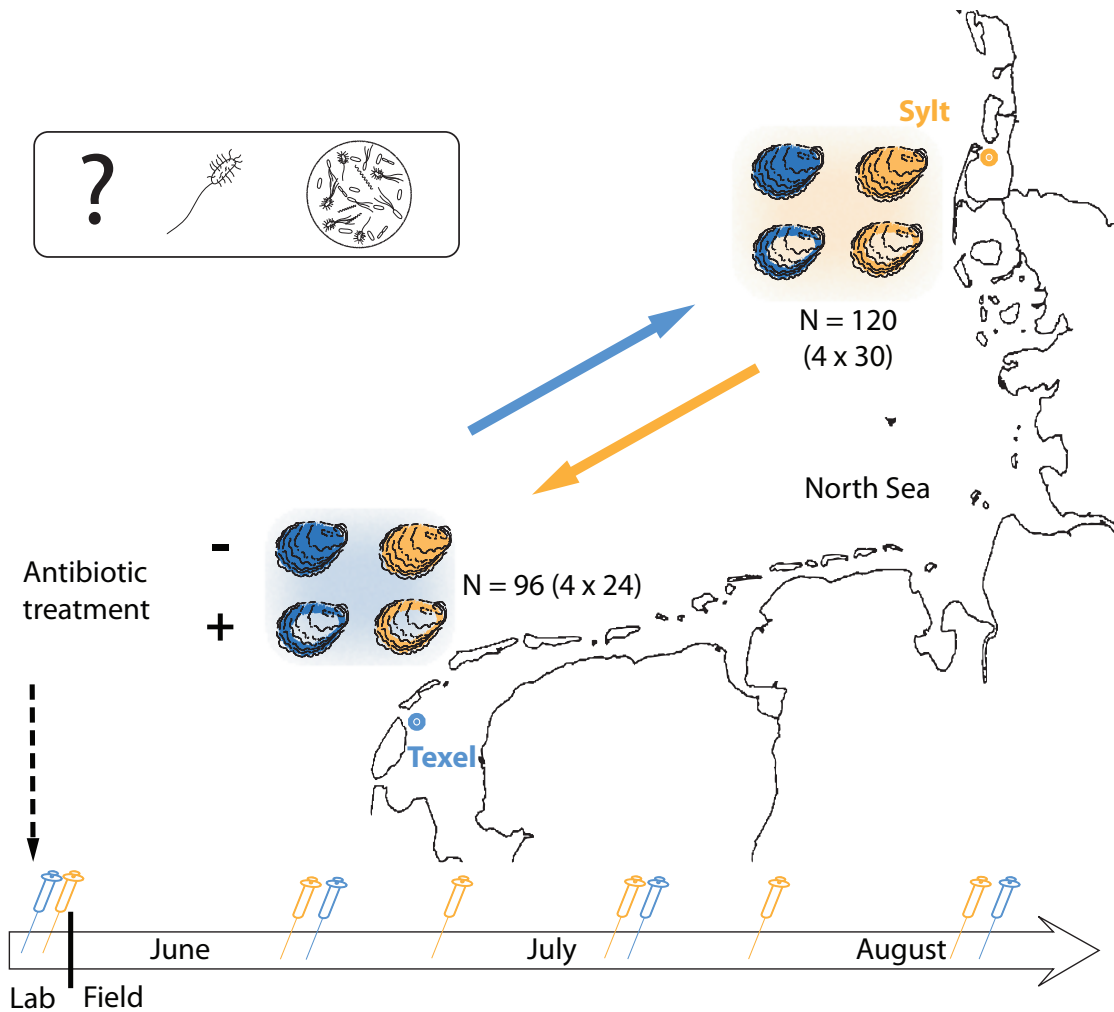 Sylt
?
N = 120
(4 x 30)
North Sea
-
Antibiotic
treatment
+
N = 96 (4 x 24)
Texel
June
July
August
Lab
Field